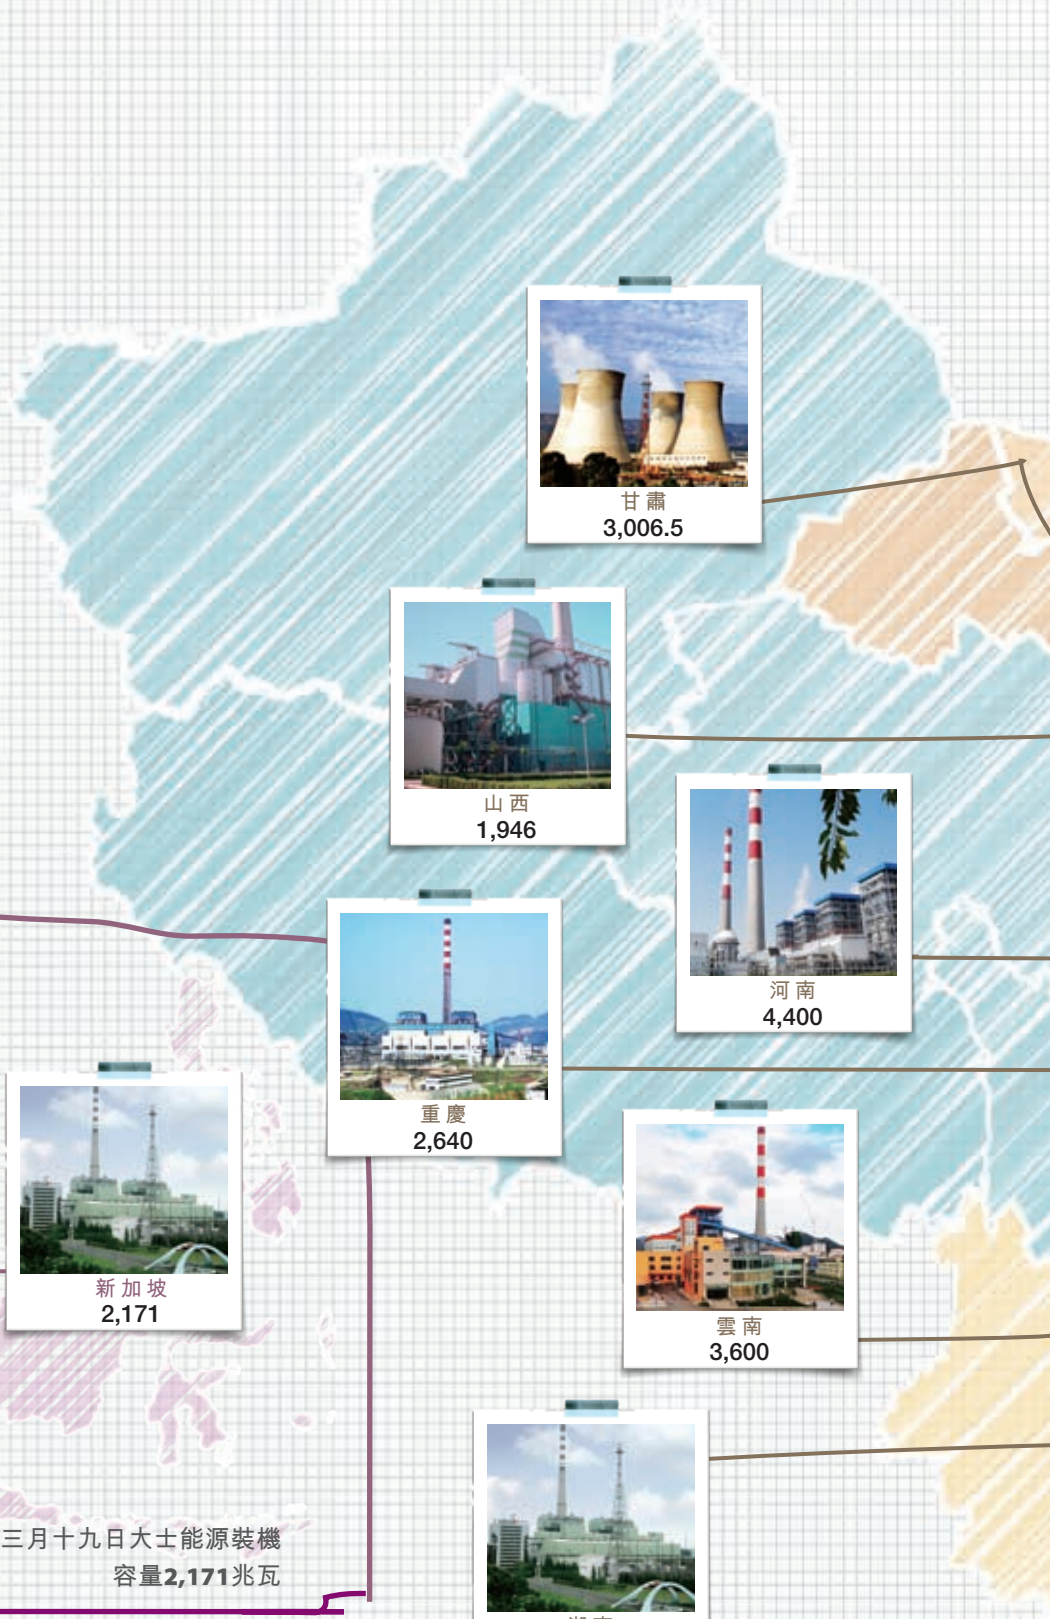 甘肅
3,006.5
山西
1,946
河南
4,400
重慶
2,640
新加坡
2,171
雲南
3,600
三月十九日大士能源裝機
容量2,171兆瓦